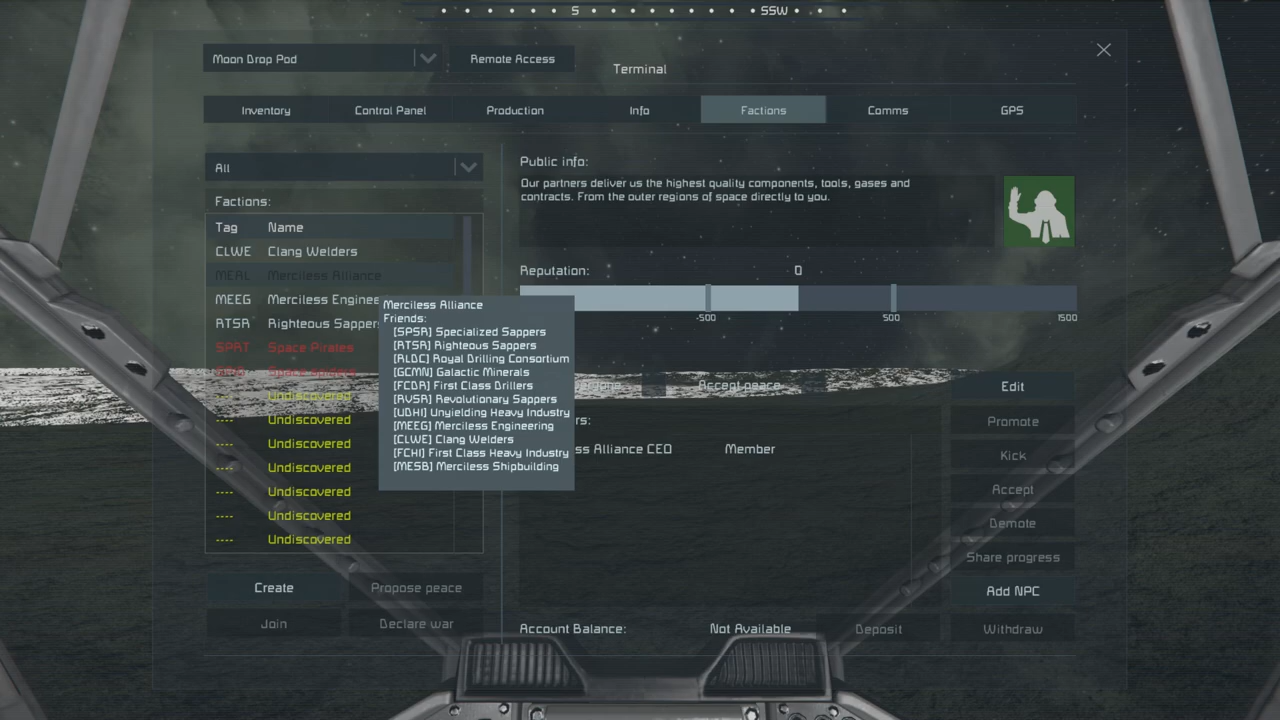 S SSW
Moon Drop Pod
Remote Access
Terminal
Inventory Control Panel Production Info Factions Comms GPS
All
Factions:
Tag Name
CLWE Clang Welders
MEAL Merciless Alliance
MEEG Merciless Enginee
RTSR Righteous Sappers
SPRT Space Pirates
Undiscovered
---- Undiscovered
---- Undiscovered
---- Undiscovered
---- Undiscovered
---- Undiscovered
---- Undiscovered
Create Propose peace
Join Declare war
Merciless Alliance
Friends:
[SPSR] Specialized Sappers
[RTSR] Righteous Sappers
[RLDC] Royal Drilling Consortium
[GCMN] Galactic Minerals
[FCDR] First Class Drillers
[RVSR] Revolutionary Sappers
[UDHI] Unyielding Heavy Industry
[MEEG] Merciless Engineering
[CLWE] Clang Welders
[FCHI] First Class Heavy Industry
[MESB] Merciless Shipbuilding
Public info:
Our partners deliver us the highest quality components, tools, gases and
contracts. From the outer regions of space directly to you.
Reputation: 0
-500 500 1500
Accept peace
rs:
ss Alliance CEO Member
Edit
Promote
Kick
Accept
Demote
Share progress
Add NPC
Account Balance: Not Available Deposit Withdraw